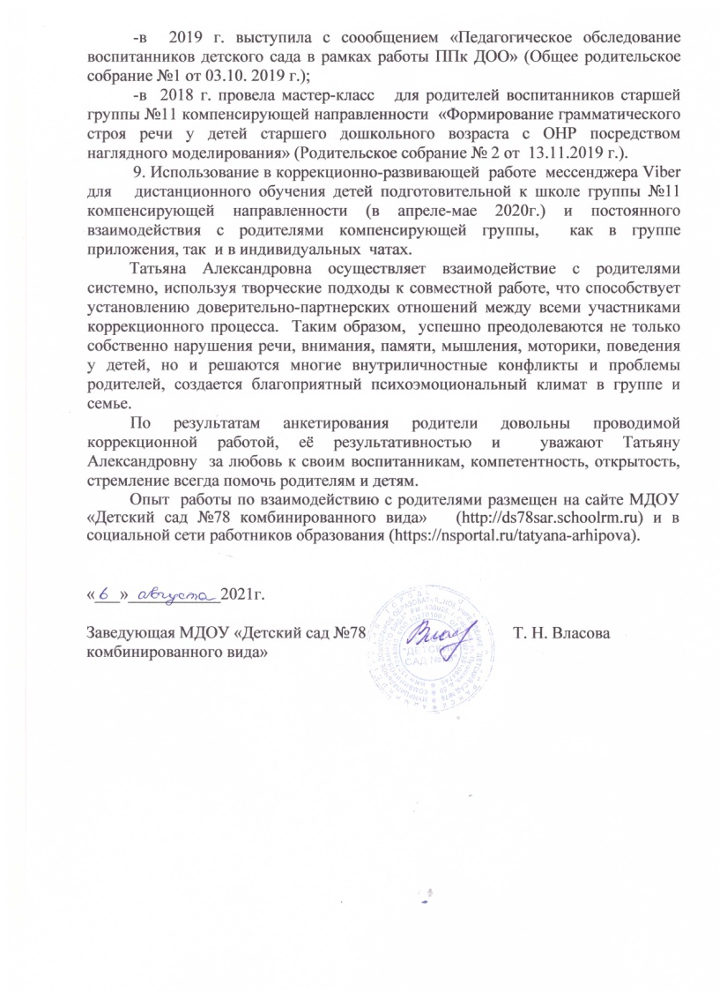 -в 2019 г. выступила с соообщением «Педагогическое обследование
воспитанников детского сада в рамках работы ППк ДОО» (Общее родительское
собрание №1 от 03.10. 2019 г.);
-в 2018 г. провела мастер-класс для родителей воспитанников старшей
группы №11 компенсирующей направленности «Формирование грамматического
строя речи у детей старшего дошкольного возраста с ОНР посредством
наглядного моделирования» (Родительское собрание № 2 от 13.11.2019 г.).
9. Использование в коррекционно-развивающей работе мессенджера Viber
для дистанционного обучения детей подготовительной к школе группы №11
компенсирующей направленности (в апреле-мае 2020г.) и постоянного
взаимодействия с родителями компенсирующей группы, как в группе
приложения, так и в индивидуальных чатах.
Татьяна Александровна осуществляет взаимодействие с родителями
системно, используя творческие подходы к совместной работе, что способствует
установлению доверительно-партнерских отношений между всеми участниками
коррекционного процесса. Таким образом, успешно преодолеваются не только
собственно нарушения речи, внимания, памяти, мышления, моторики, поведения
у детей, но и решаются многие внутриличностные конфликты и проблемы
родителей, создается благоприятный психоэмоциональный климат в группе и
семье.
По результатам анкетирования родители довольны проводимой
коррекционной работой, её результативностью и уважают Татьяну
Александровну за любовь к своим воспитанникам, компетентность, открытость,
стремление всегда помочь родителям и детям.
Опыт работы по взаимодействию с родителями размещен на сайте МДОУ
«Детский сад №78 комбинированного вида» (http://ds78sar.schoolrm.ru) и в
социальной сети работников образования (https://nsportal.ru/tatyana-arhipova).
«6» августа 2021г.
Заведующая МДОУ «Детский сад №78 Т. Н. Власова
комбинированного вида»
"ДЕТСКИЙ
САД №78"